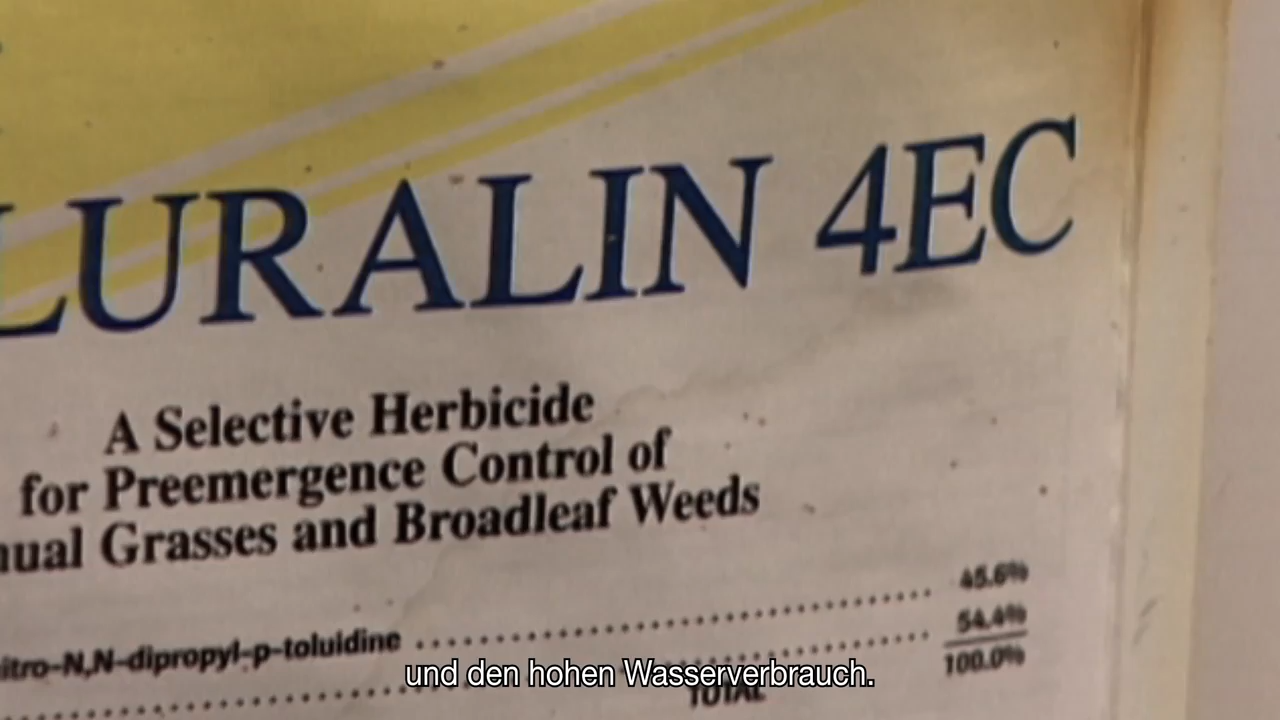 LURALIN 4EC
A Selective Herbicide
for Preemergence Control of
nual Grasses and Broadleaf Weeds
itro-N,N-dipropyl-p-toluidine 45.6%
54.4%
TOTAL 100.0%
und den hohen Wasserverbrauch.